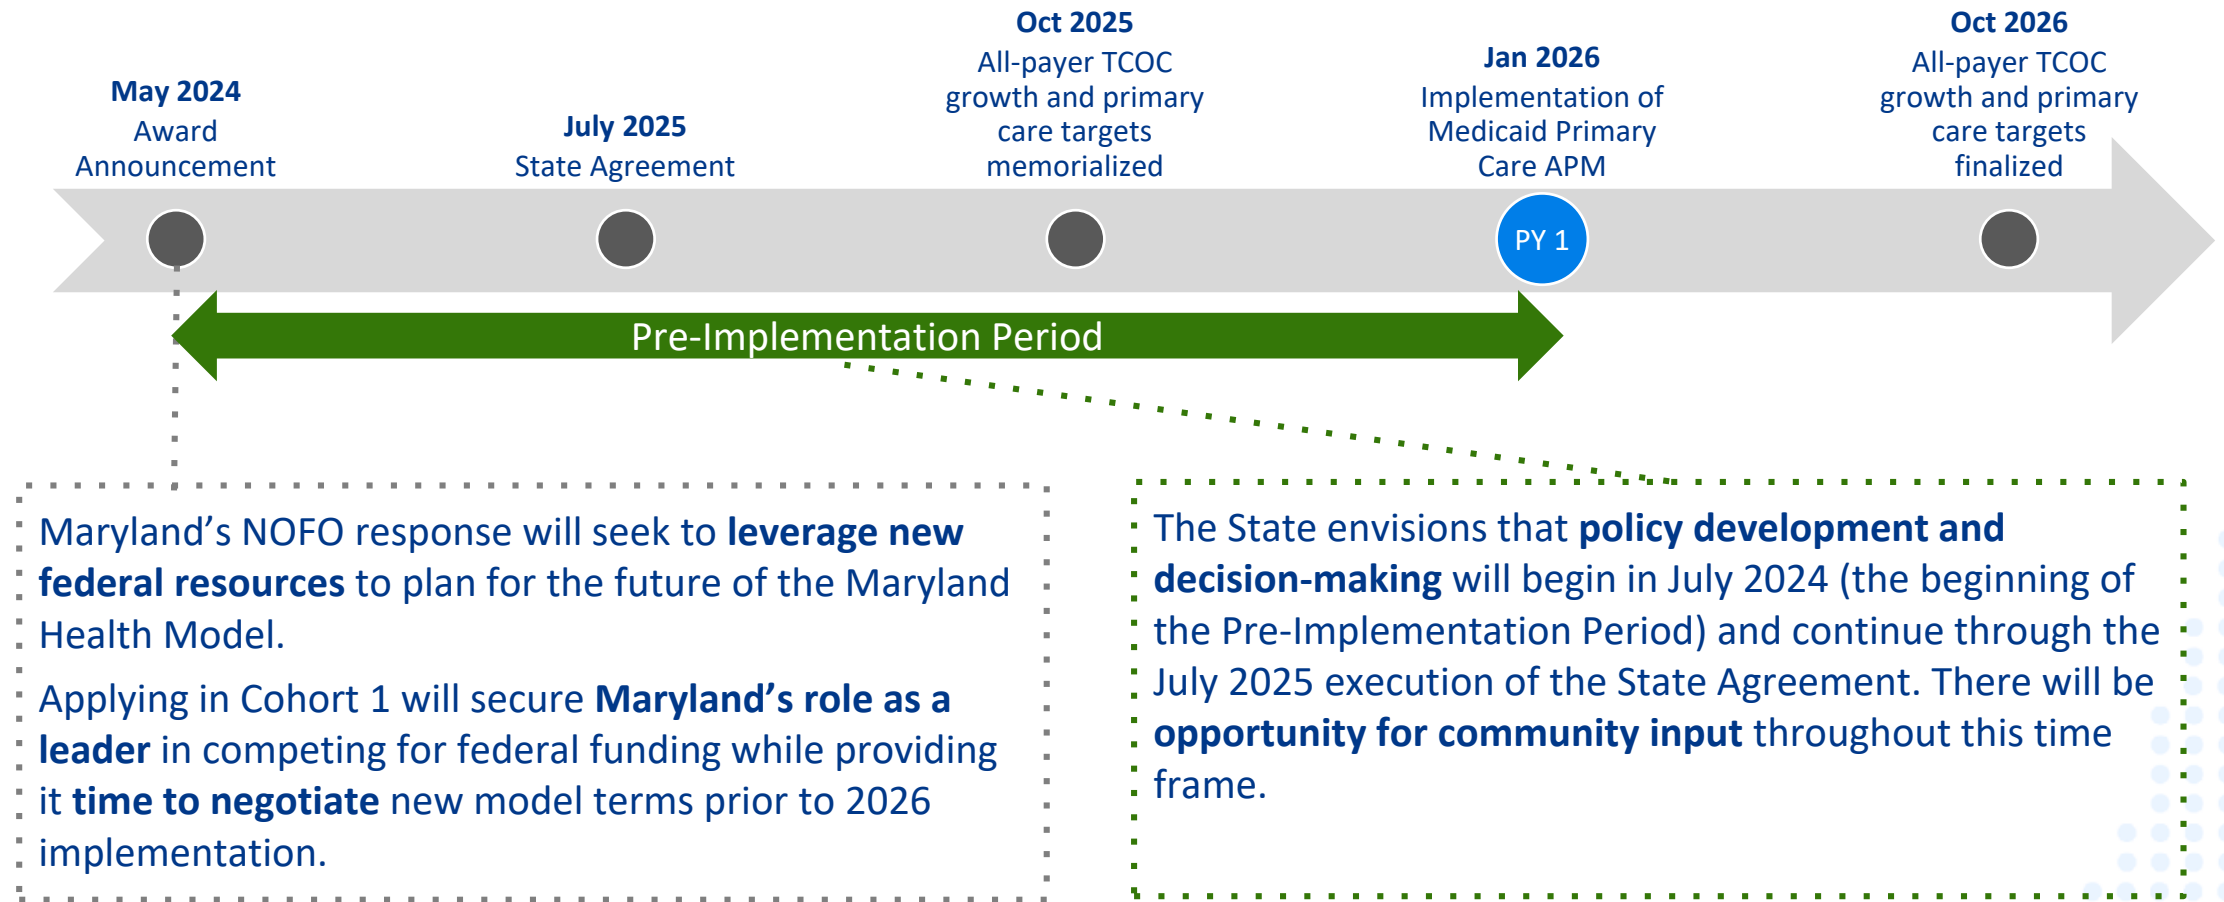 May 2024
Award
Announcement
July 2025
State Agreement
Oct 2025
All-payer TCOC
growth and primary
care targets
memorialized
Jan 2026
Implementation of
Medicaid Primary
Care APM
Oct 2026
All-payer TCOC
growth and primary
care targets
finalized
PY 1
Pre-Implementation Period
Maryland’s NOFO response will seek to leverage new
federal resources to plan for the future of the Maryland
Health Model.
Applying in Cohort 1 will secure Maryland’s role as a
leader in competing for federal funding while providing
it time to negotiate new model terms prior to 2026
implementation.
The State envisions that policy development and
decision-making will begin in July 2024 (the beginning of
the Pre-Implementation Period) and continue through the
July 2025 execution of the State Agreement. There will be
opportunity for community input throughout this time
frame.